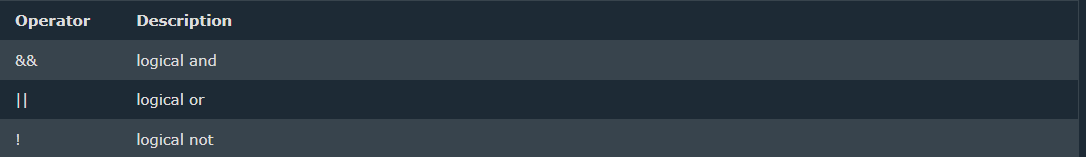 Operator Description
&& logical and
|| logical or
! logical not